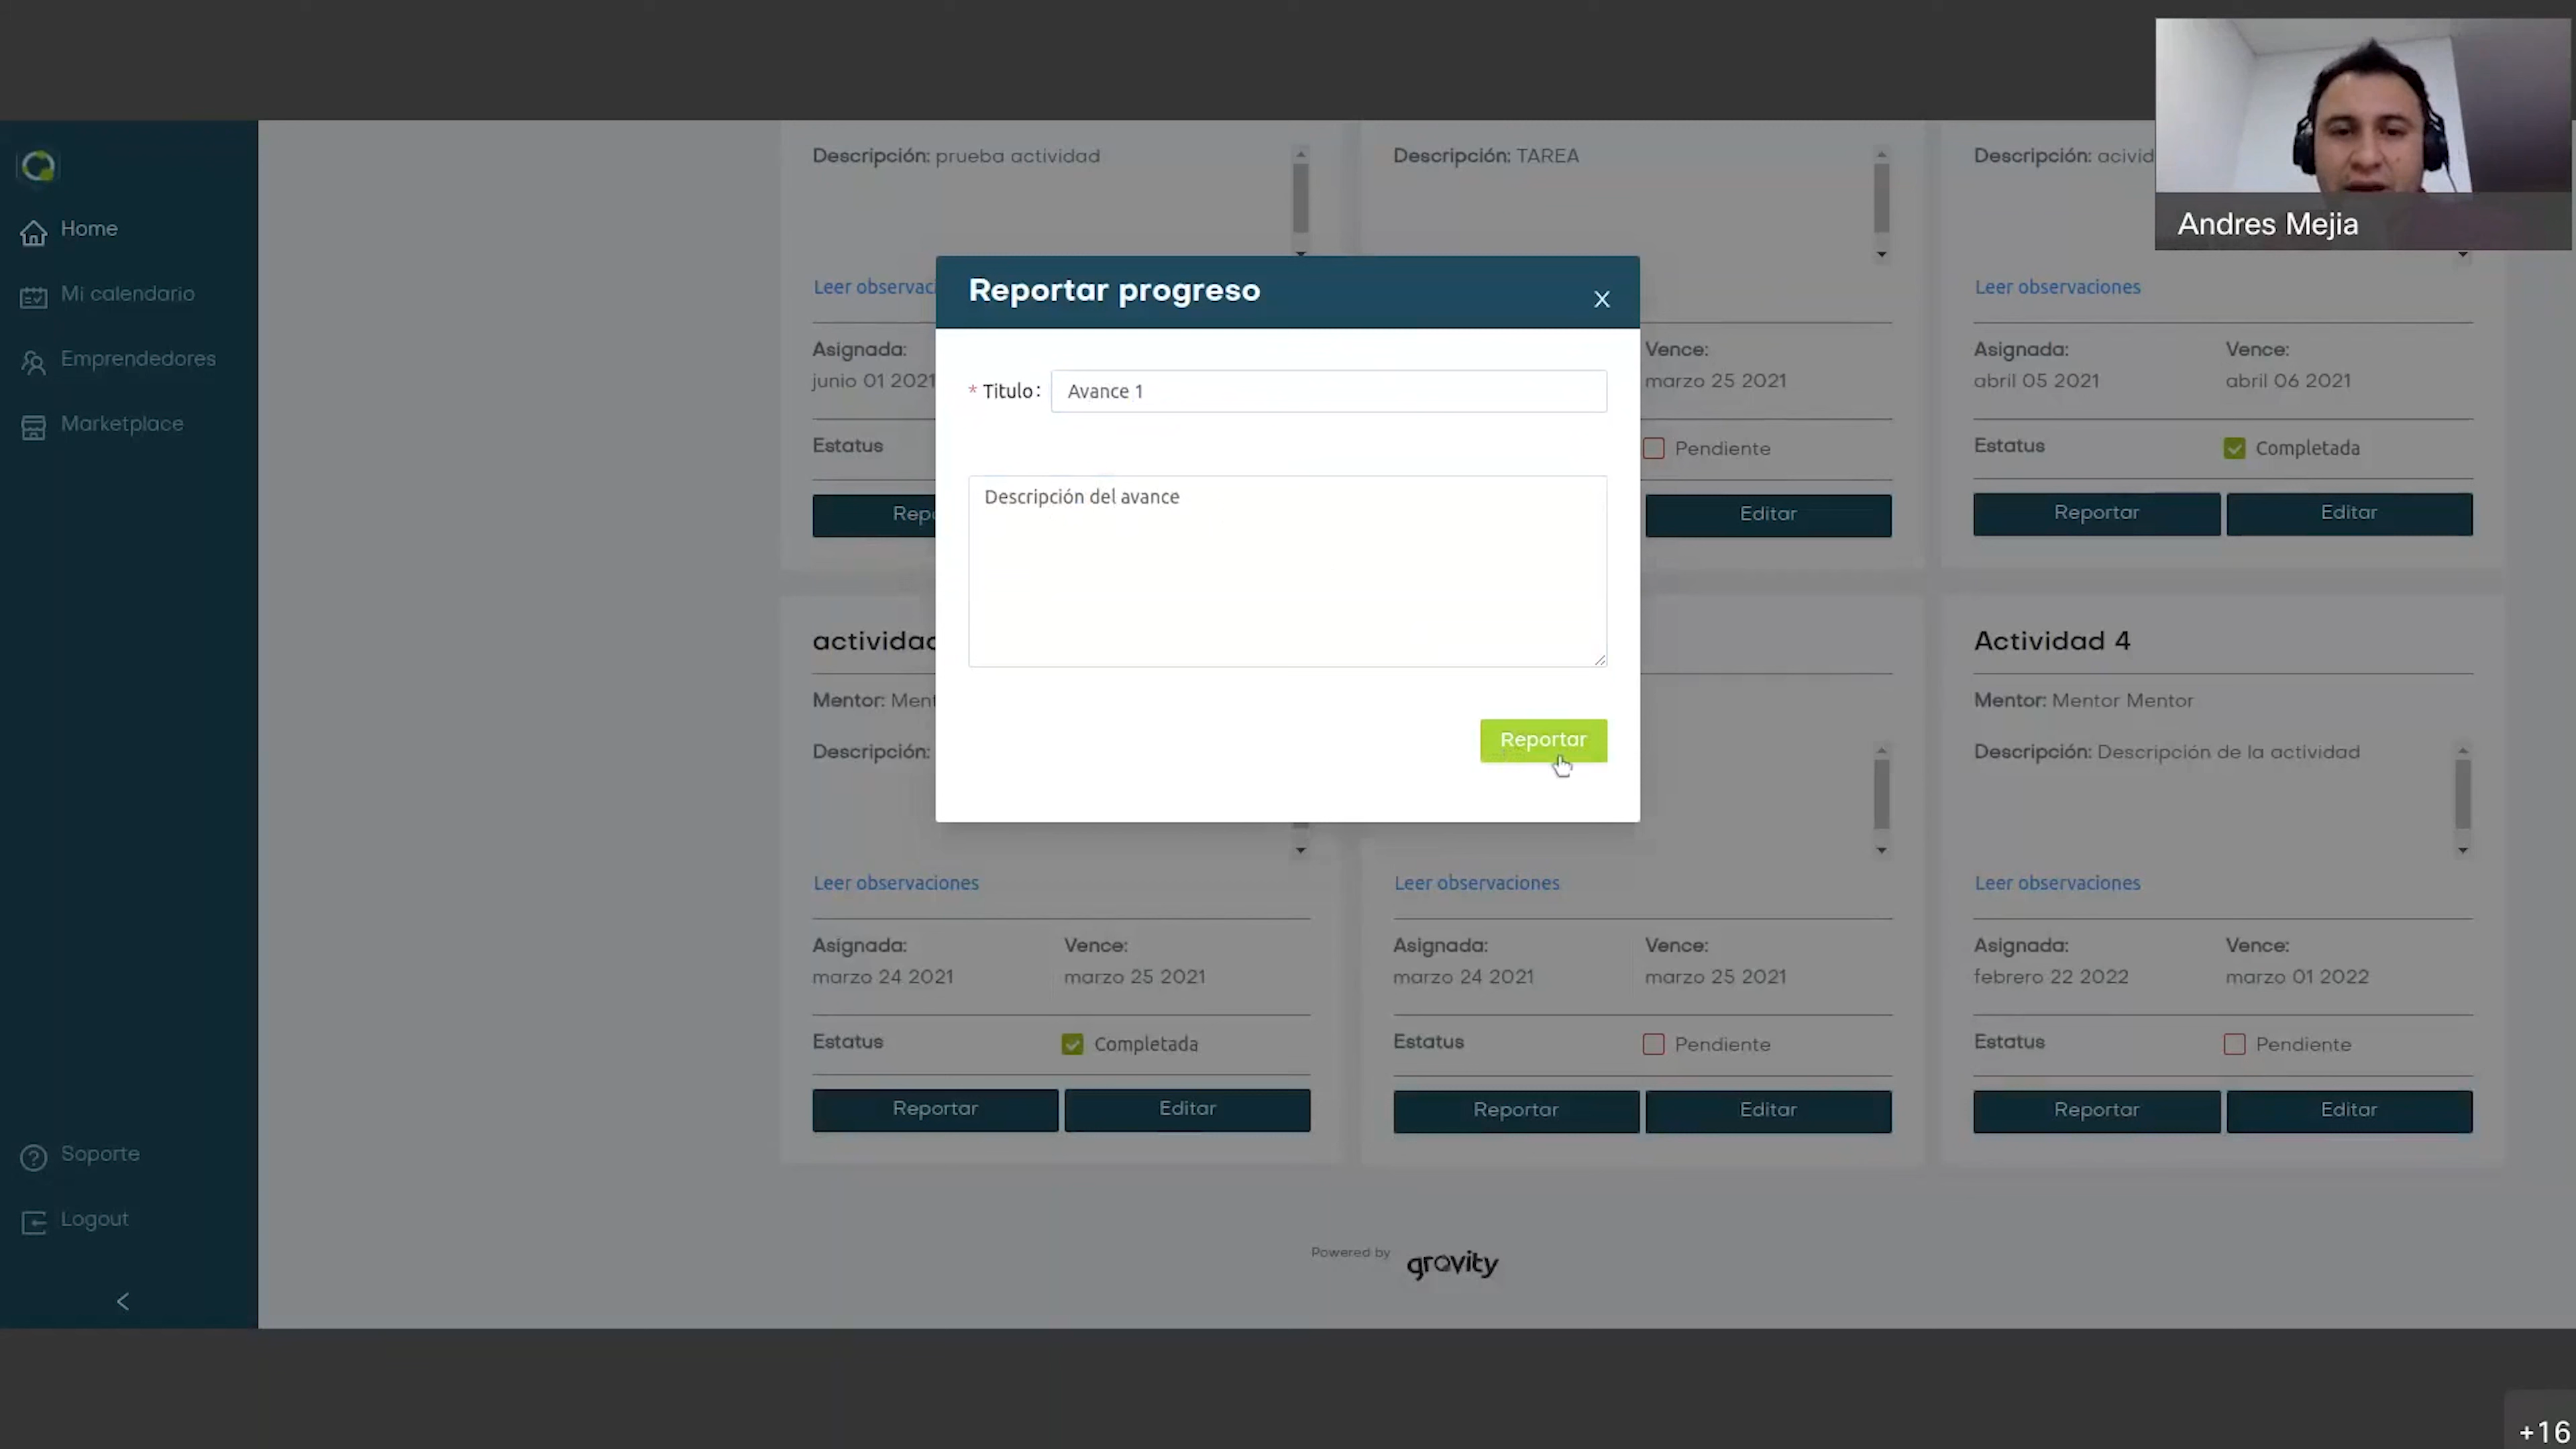 Andres Mejia
Home
Mi calendario
Emprendedores
Marketplace
Soporte
Logout
Descripción: prueba actividad
Descripción: TAREA
Descripción:
Leer
Leer observaciones
Asignada:
junio 01 2021
Vence:
marzo 25 2021
Asignada:
abril 05 2021
Vence:
abril 06 2021
Estatus
Pendiente
Estatus
Completada
Editar
Reportar
Editar
Reportar progreso
* Titulo:
Avance 1
Descripción del avance
Reportar
Mentor:
Descripción:
Actividad 4
Mentor: Mentor Mentor
Descripción: Descripción de la actividad
Leer observaciones
Leer observaciones
Leer observaciones
Asignada:
marzo 24 2021
Vence:
marzo 25 2021
Asignada:
marzo 24 2021
Vence:
marzo 25 2021
Asignada:
febrero 22 2022
Vence:
marzo 01 2022
Estatus
Completada
Estatus
Pendiente
Estatus
Pendiente
Reportar
Editar
Reportar
Editar
Reportar
Editar
Powered by
grovity
+16